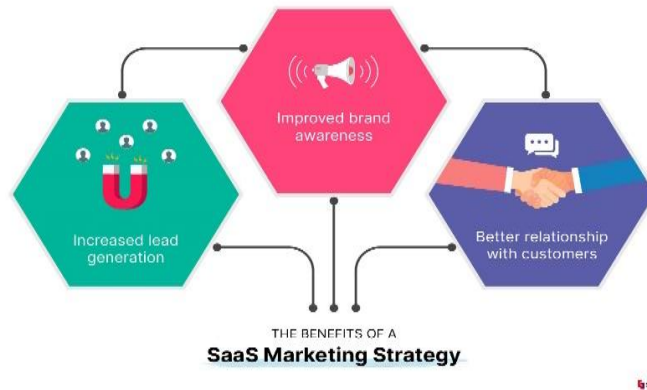 Improved brand
awareness
Increased lead
generation
Better relationship
with customers
THE BENEFITS OF A
SaaS Marketing Strategy